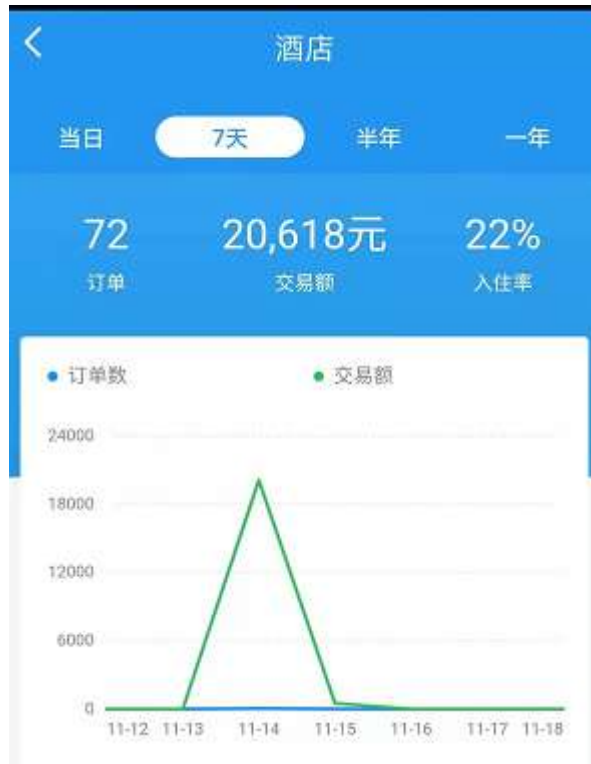 酒店
当日 7天 半年 一年
72 20,618元 22%
订单 交易额 入住率
订单数 交易额
24000
18000
12000
6000
0
11-12 11-13 11-14 11-15 11-16 11-17 11-18